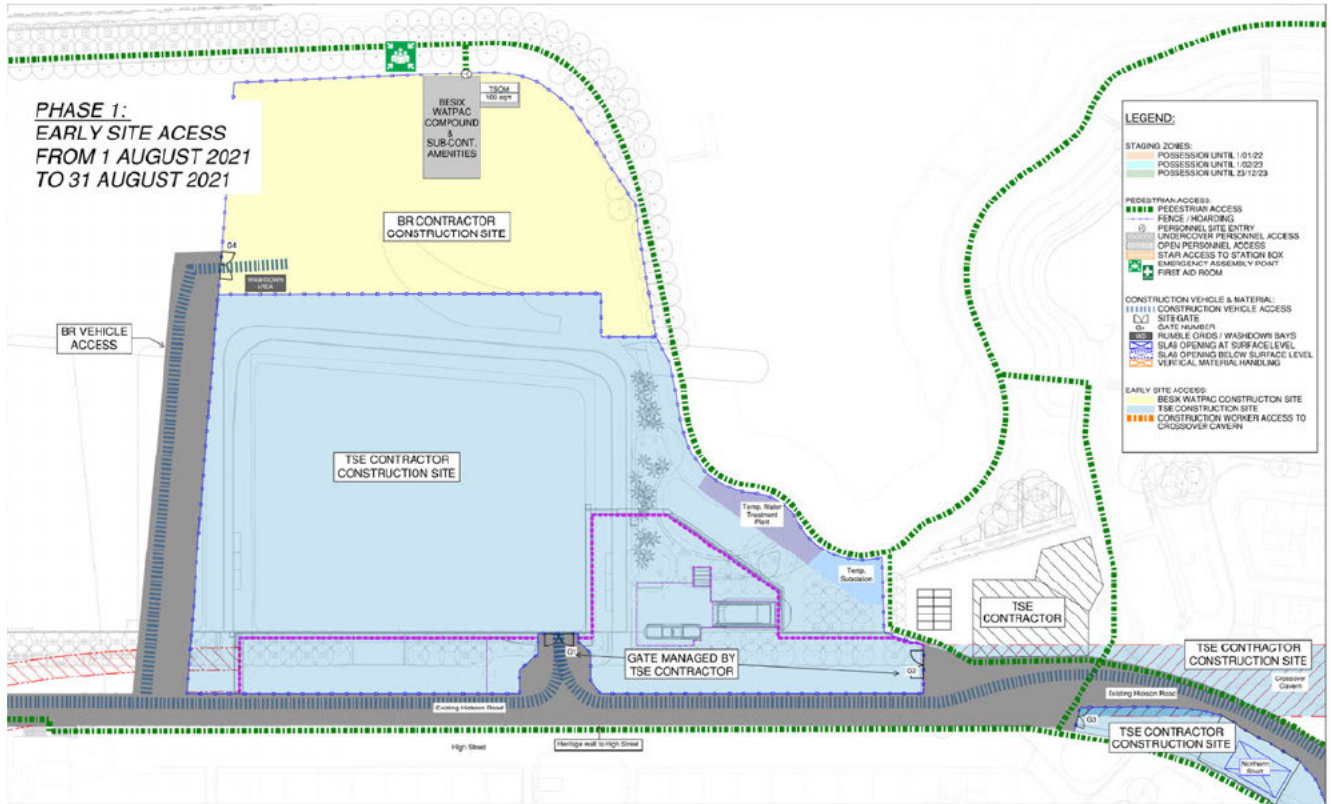 PHASE 1:
EARLY SITE ACESS
FROM 1 AUGUST 2021
TO 31 AUGUST 2021
BESIX
WATPAC
COMPOUND
&
SUB-CONT.
AMENITIES
TSOM
100 sqm
BR CONTRACTOR
CONSTRUCTION SITE
G4
WASHDOWN
AREA
BR VEHICLE
ACCESS
TSE CONTRACTOR
CONSTRUCTION SITE
Temp. Water
Treatment
Plant
Temp.
Substation
TSE
CONTRACTOR
GATE MANAGED BY
TSE CONTRACTOR
G1
G2
TSE CONTRACTOR
CONSTRUCTION SITE
Crossover
Cavern
Existing Hickson Road
Existing Hickson Road
G3
TSE CONTRACTOR
CONSTRUCTION SITE
Northern
Shaft
High Street
Heritage wall to High Street
LEGEND:
STAGING ZONES:
POSSESSION UNTIL 1/01/22
POSSESSION UNTIL 1/02/23
POSSESSION UNTIL 23/12/23
PEDESTRIAN ACCESS:
PEDESTRIAN ACCESS
FENCE / HOARDING
PERSONNEL SITE ENTRY
UNDERCOVER PERSONNEL ACCESS
OPEN PERSONNEL ACCESS
STAR ACCESS TO STATION BOX
EMERGENCY ASSEMBLY POINT
FIRST AID ROOM
CONSTRUCTION VEHICLE & MATERIAL:
CONSTRUCTION VEHICLE ACCESS
SITE GATE
GATE NUMBER
RUMBLE GRIDS / WASHDOWN BAYS
SLAB OPENING AT SURFACE LEVEL
SLAB OPENING BELOW SURFACE LEVEL
VERTICAL MATERIAL HANDLING
EARLY SITE ACCESS:
BESIX WATPAC CONSTRUCTION SITE
TSE CONSTRUCTION SITE
CONSTRUCTION WORKER ACCESS TO
CROSSOVER CAVERN